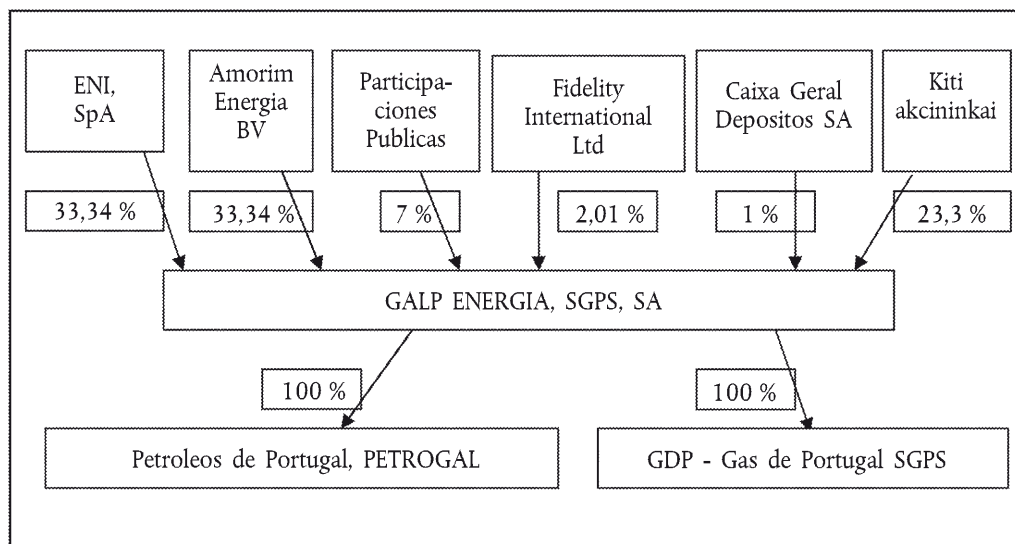 ENI,
SpA
Amorim
Energia
BV
Participa-
ciones
Publicas
Fidelity
International
Ltd
Caixa Geral
Depositos SA
Kiti
akcininkai
33,34 %
33,34 %
7 %
2,01 %
1 %
23,3 %
GALP ENERGIA, SGPS, SA
100 %
100 %
Petroleos de Portugal, PETROGAL
GDP - Gas de Portugal SGPS